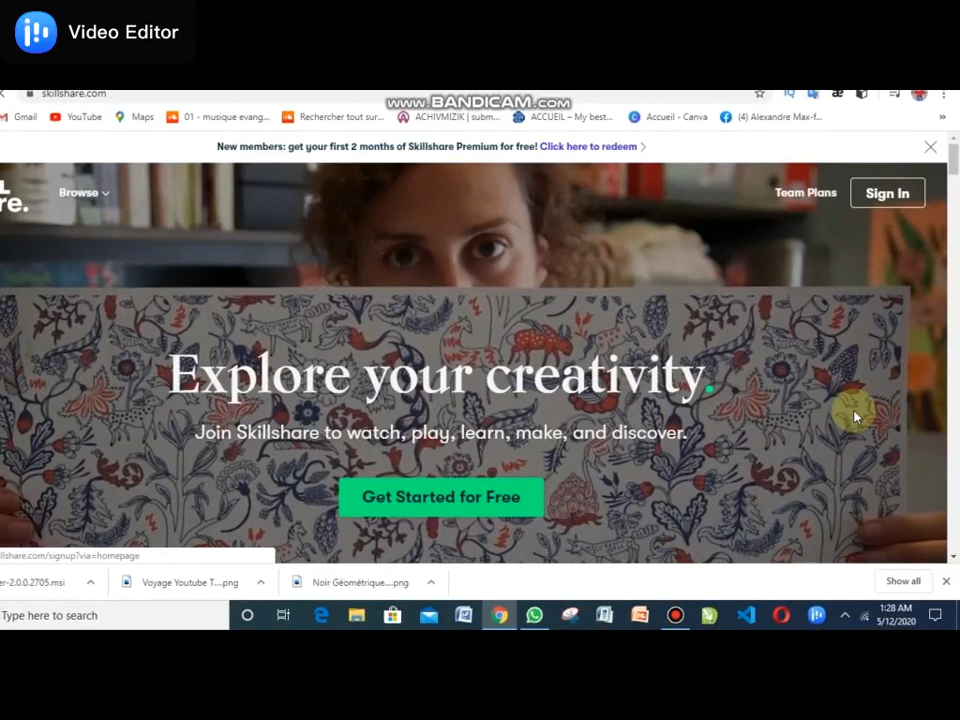 Video Editor
skillshare.com
www.BANDICAM.com
Gmail
YouTube
Maps
01 - musique evang...
Rechercher tout sur...
ACHIVMIZIK | subm...
ACCUEIL – My best...
Accueil - Canva
(4) Alexandre Max-f...
»
New members: get your first 2 months of Skillshare Premium for free! Click here to redeem >
re.
Browse
Team Plans
Sign In
Explore your creativity.
Join Skillshare to watch, play, learn, make, and discover.
Get Started for Free
illshare.com/signup?via=homepage
er-2.0.0.2705.msi
Voyage Youtube T....png
Noir Géométrique....png
Show all
Type here to search
1:28 AM
5/12/2020